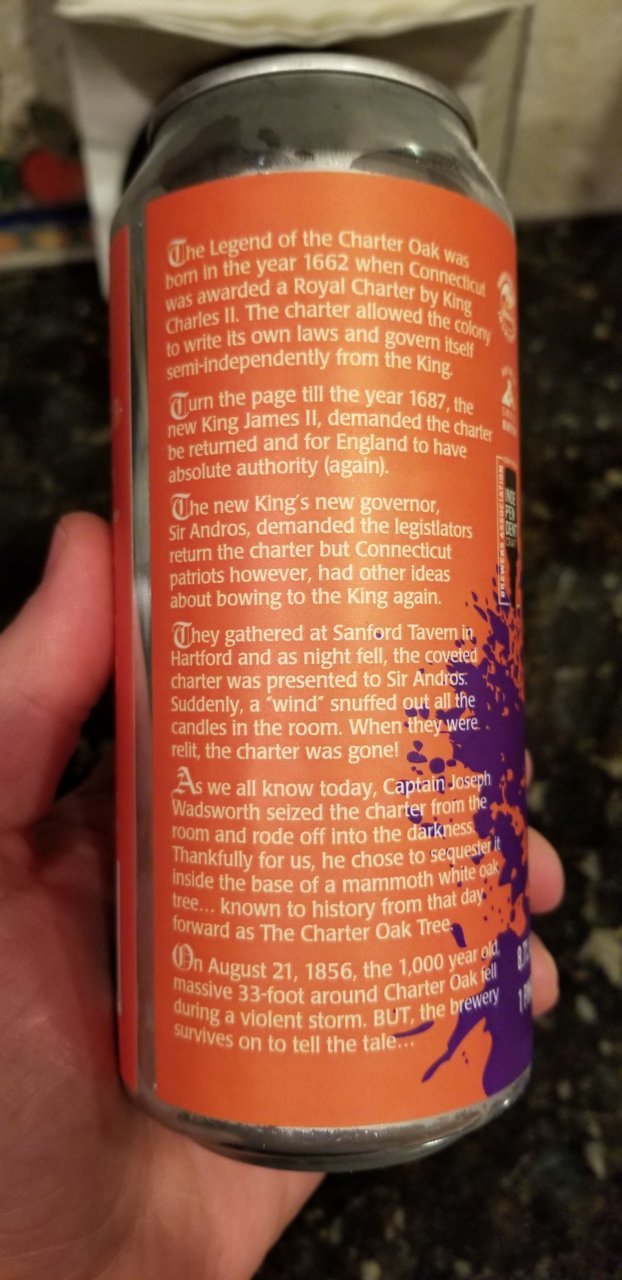 The Legend of the Charter Oak was
born in the year 1662 when Connecticut
was awarded a Royal Charter by King
Charles II. The charter allowed the colony
to write its own laws and govern itself
semi-independently from the King.
Turn the page till the year 1687, the
new King James II, demanded the charter
be returned and for England to have
absolute authority (again).
The new King's new governor,
Sir Andros, demanded the legistlators
return the charter but Connecticut
patriots however, had other ideas
about bowing to the King again.
They gathered at Sanford Tavern in
Hartford and as night fell, the coveted
charter was presented to Sir Andros.
Suddenly, a "wind" snuffed out all the
candles in the room. When they were
relit, the charter was gone!
As we all know today, Captain Joseph
Wadsworth seized the charter from the
room and rode off into the darkness.
Thankfully for us, he chose to sequester it
inside the base of a mammoth white oak
tree... known to history from that day
forward as The Charter Oak Tree.
On August 21, 1856, the 1,000 year old,
massive 33-foot around Charter Oak fell
during a violent storm. BUT, the brewery
survives on to tell the tale...
BREWERS ASSOCIATION
INDE
PEN
DENT
CRAFT